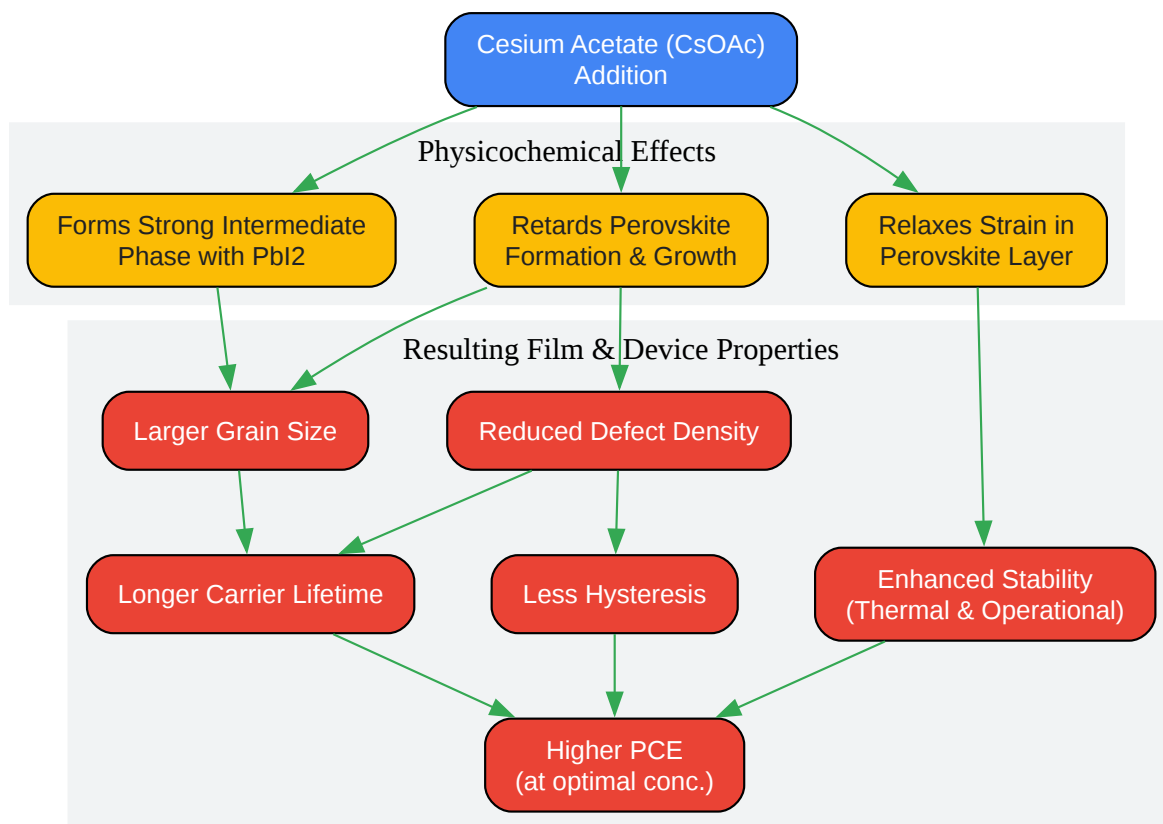 Cesium Acetate (CsOAc)
Addition
Physicochemical Effects
Forms Strong Intermediate
Phase with PbI2
Retards Perovskite
Formation & Growth
Relaxes Strain in
Perovskite Layer
Resulting Film & Device Properties
Larger Grain Size
Reduced Defect Density
Longer Carrier Lifetime
Less Hysteresis
Enhanced Stability
(Thermal & Operational)
Higher PCE
(at optimal conc.)